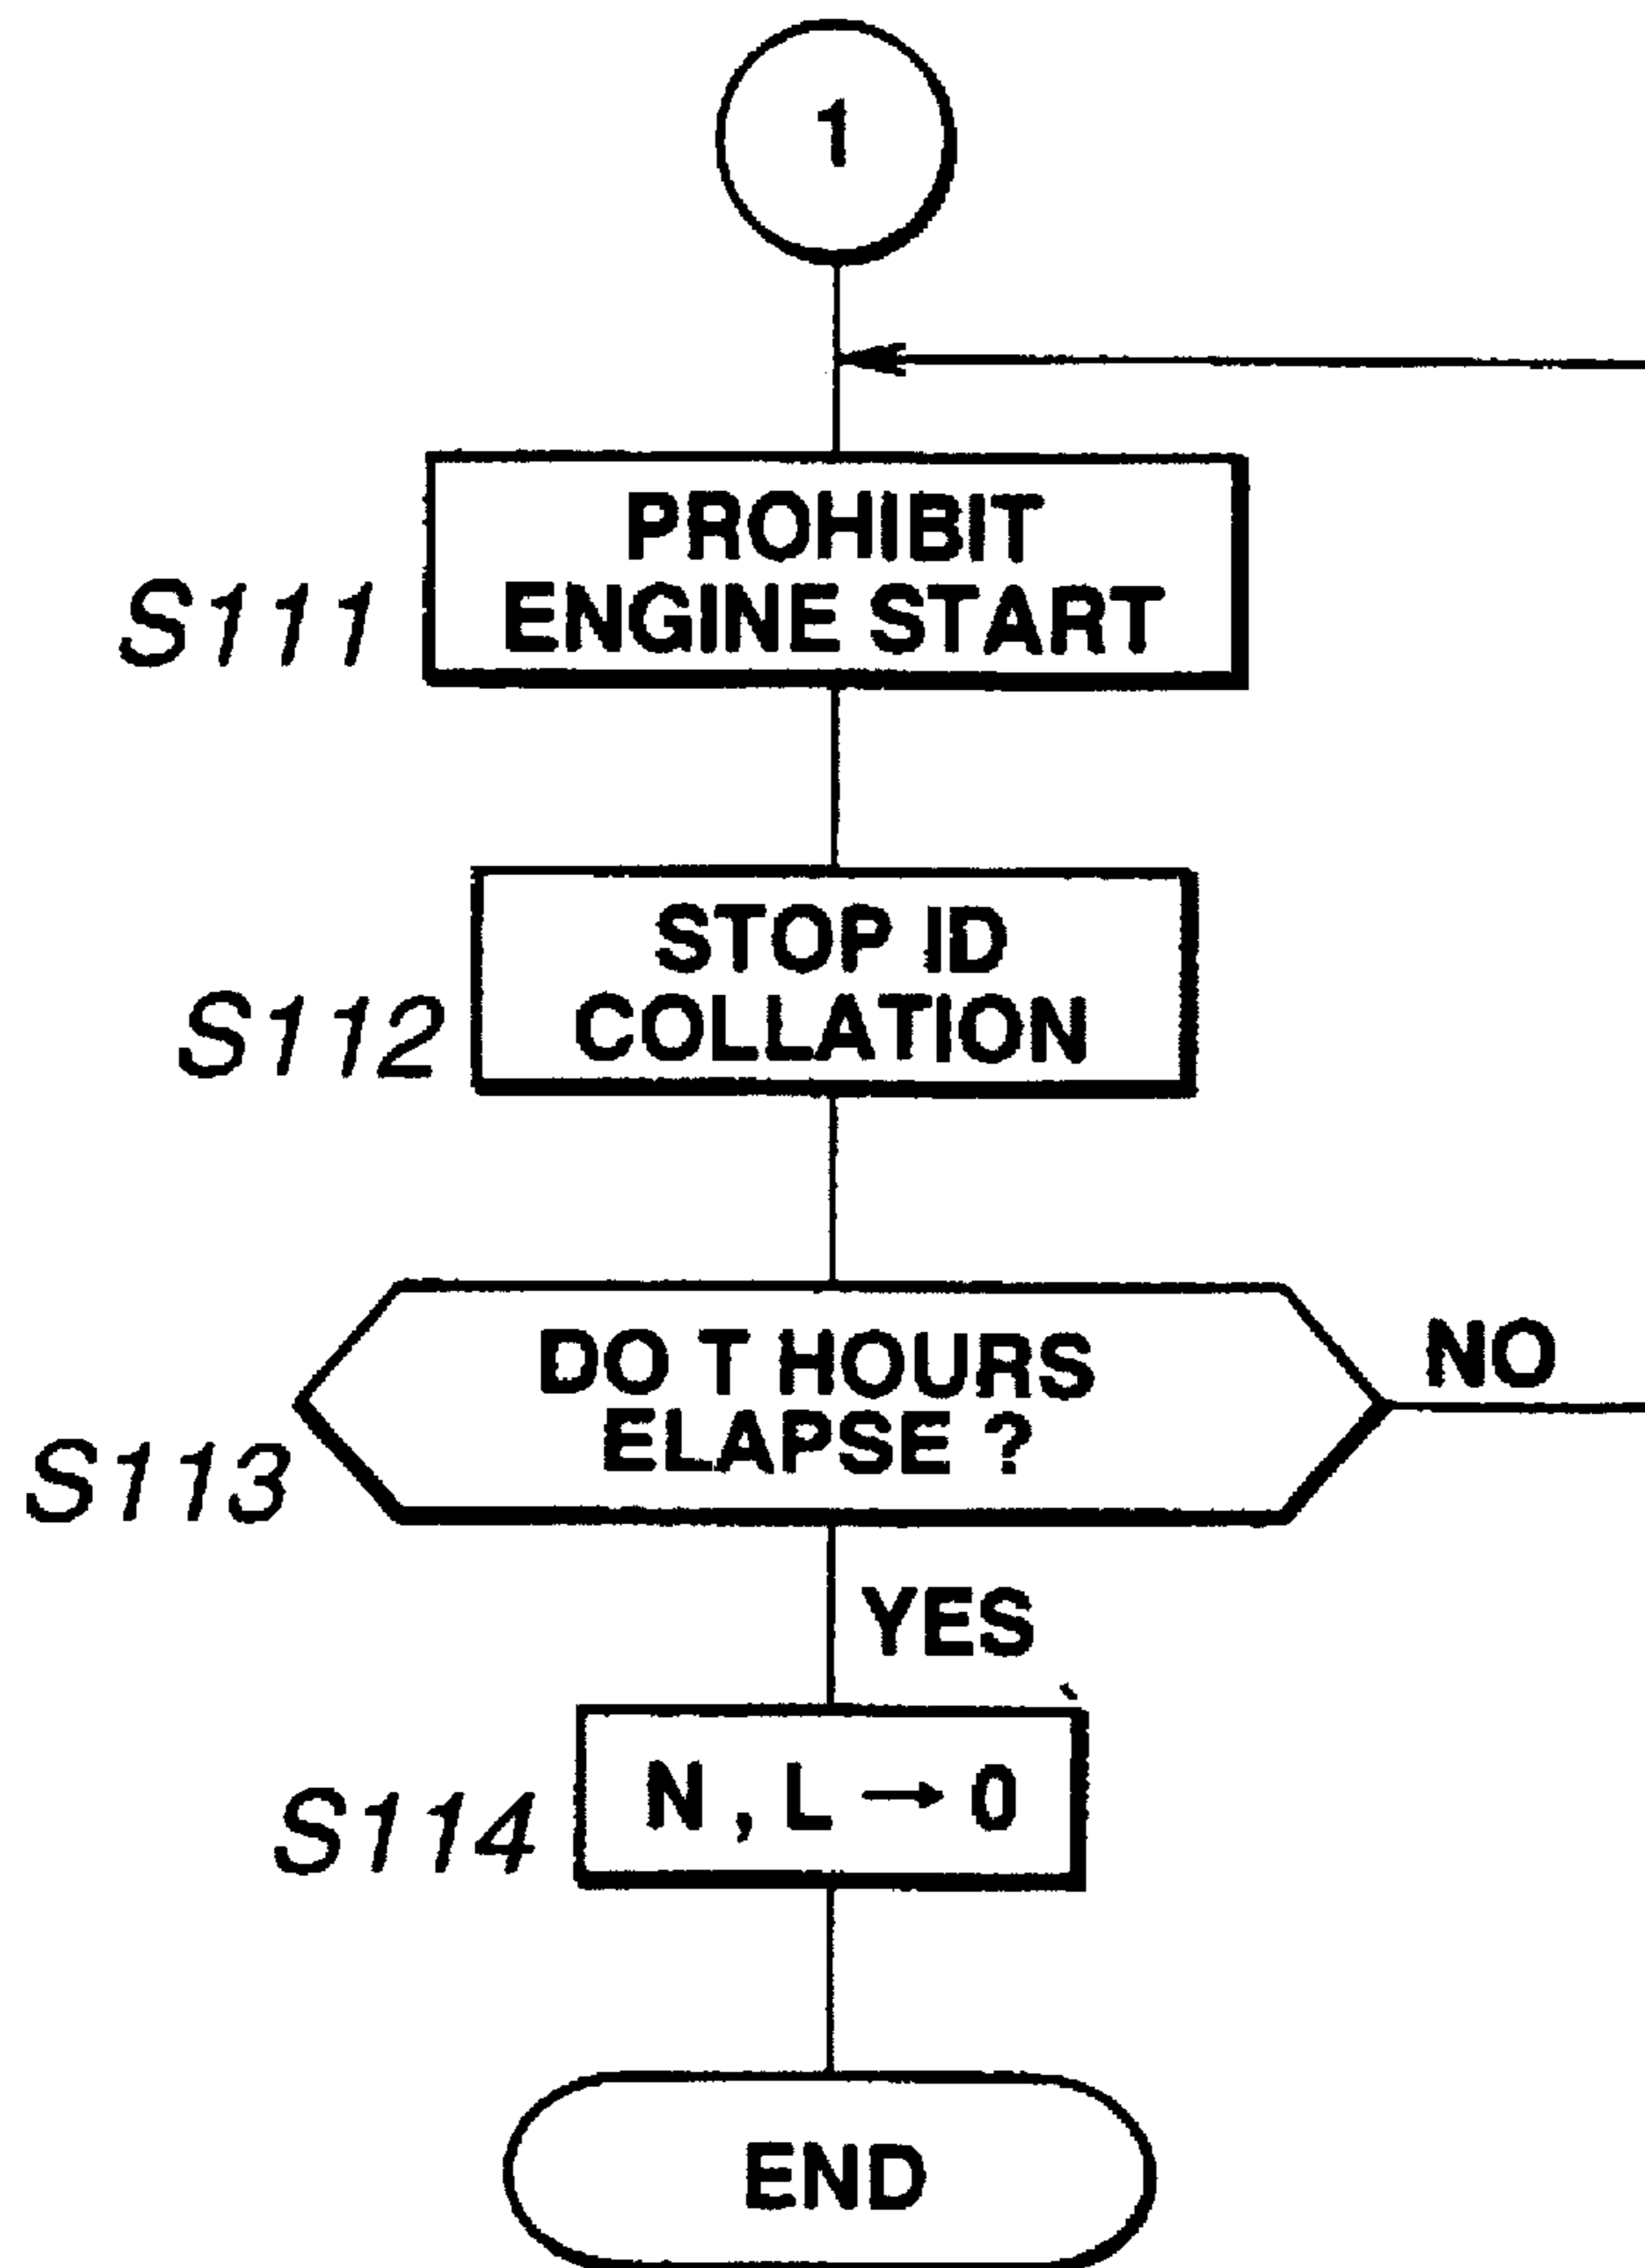 1
PROHIBIT
ENGINE START
S111
STOP ID
COLLATION
S112
DO T HOURS
ELAPSE ?
NO
S113
YES
N , L → 0
S114
END